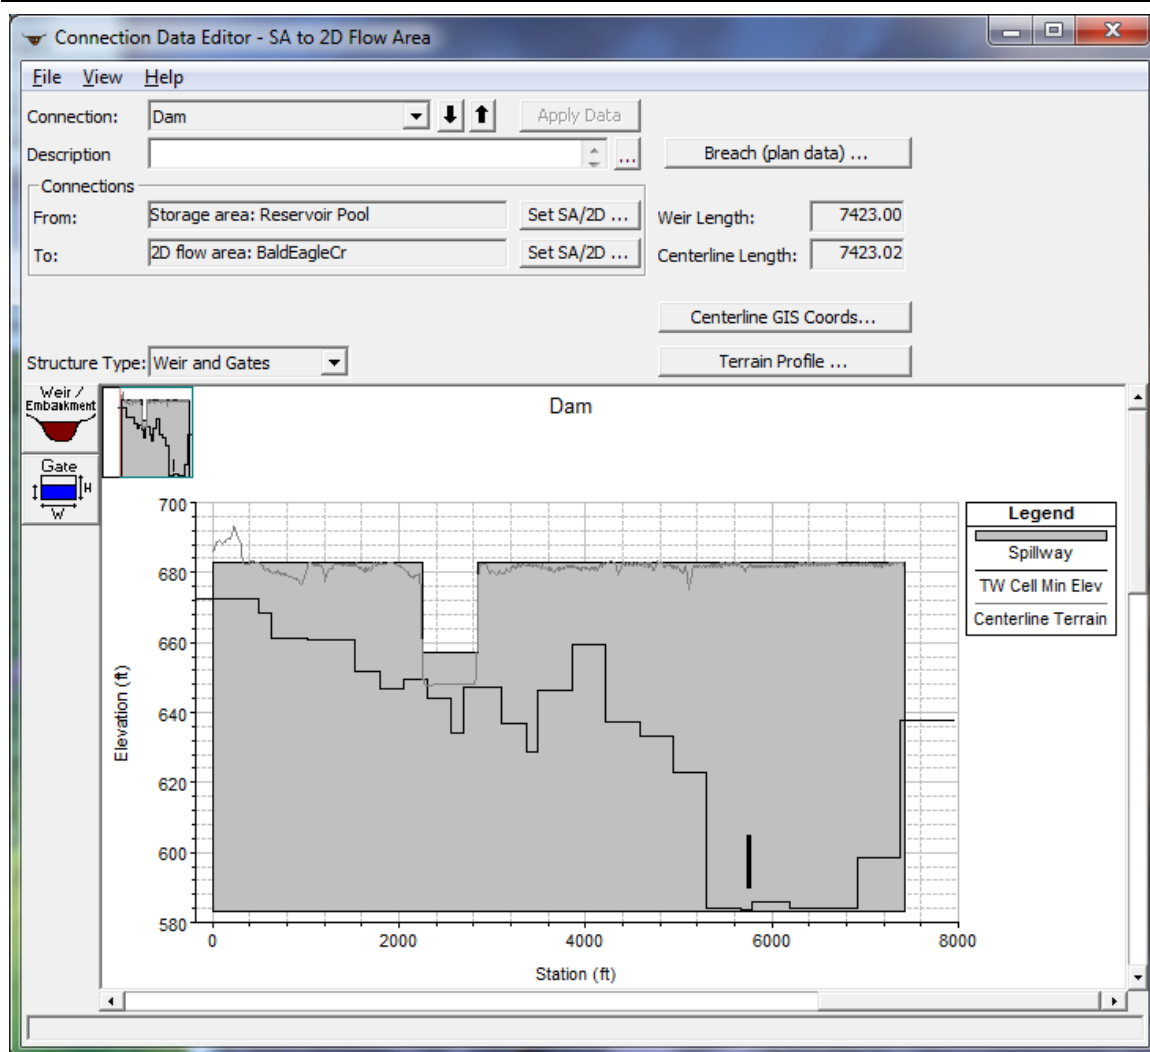 Connection Data Editor - SA to 2D Flow Area
File View Help
Connection: Dam Apply Data
Description ... Breach (plan data) ...
Connections
From: Storage area: Reservoir Pool Set SA/2D ... Weir Length: 7423.00
To: 2D flow area: BaldEagleCr Set SA/2D ... Centerline Length: 7423.02
Centerline GIS Coords...
Structure Type: Weir and Gates Terrain Profile ...
Weir /
Embankment
Gate
H
W
Dam
700
680
660
640
620
600
580
Elevation (ft)
0 2000 4000 6000 8000
Station (ft)
Legend
Spillway
TW Cell Min Elev
Centerline Terrain